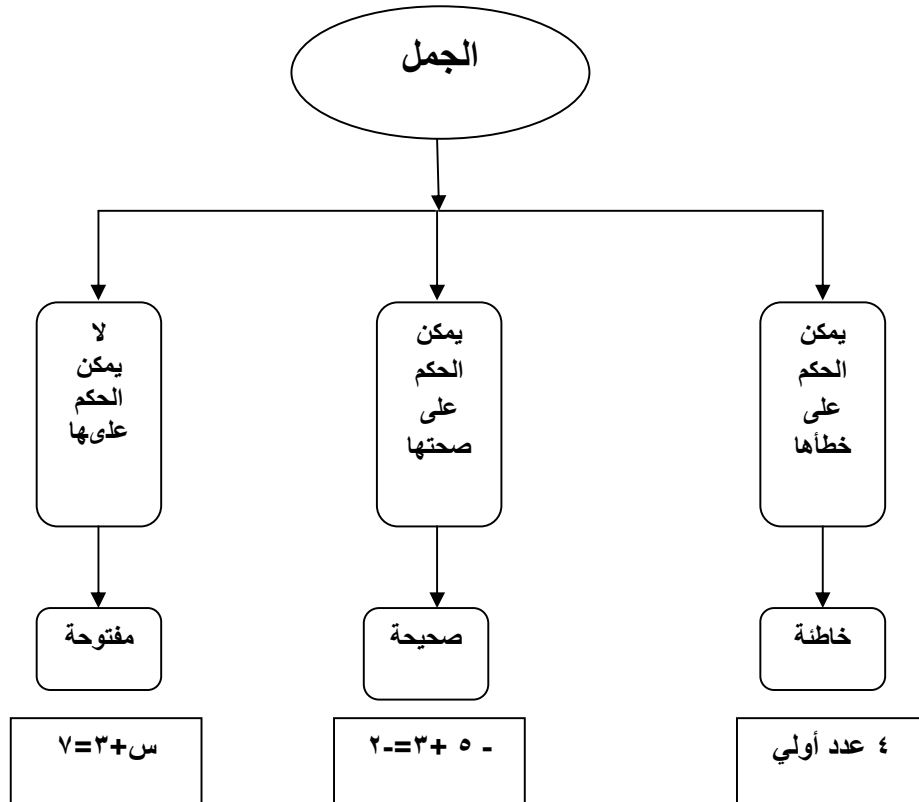 الجمل
يمكن
الحكم
على
خطأها
يمكن
الحكم
على
صحتها
لا
يمكن
الحكم
علىها
خاطئة
صحيحة
مفتوحة
٤ عدد أولي
- ٥ +٣=-٢
س+٣=٧